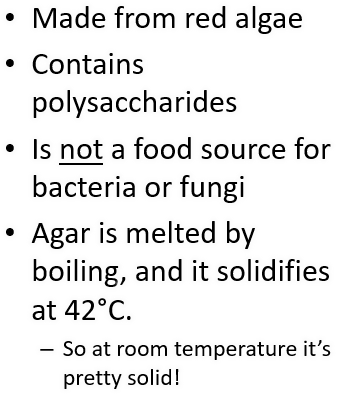 • Made from red algae
• Contains
polysaccharides
• Is not a food source for
bacteria or fungi
• Agar is melted by
boiling, and it solidifies
at 42°C.
– So at room temperature it’s
pretty solid!